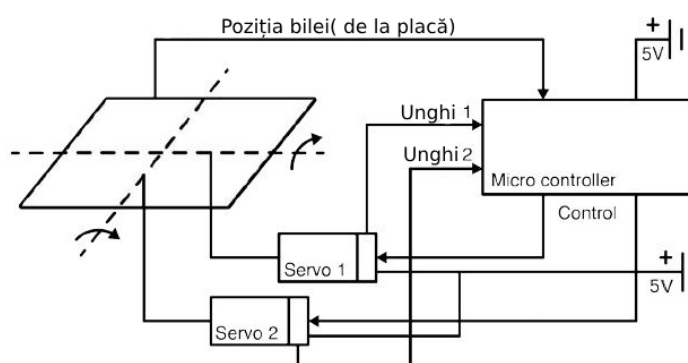 Poziția bilei( de la placă)
+
5V
Unghi 1
Unghi 2
Micro controller
Control
Servo 1
+
5V
Servo 2